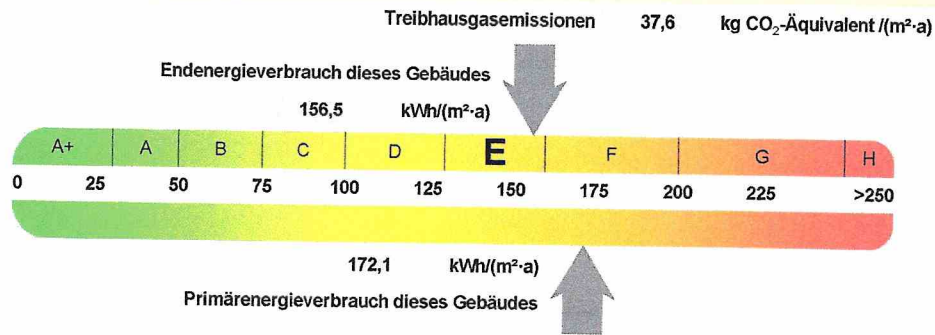 Treibhausgasemissionen 37,6 kg CO₂-Äquivalent /(m²·a)
Endenergieverbrauch dieses Gebäudes
156,5 kWh/(m²·a)
A+ A B C D E F G H
0 25 50 75 100 125 150 175 200 225 >250
172,1 kWh/(m²·a)
Primärenergieverbrauch dieses Gebäudes